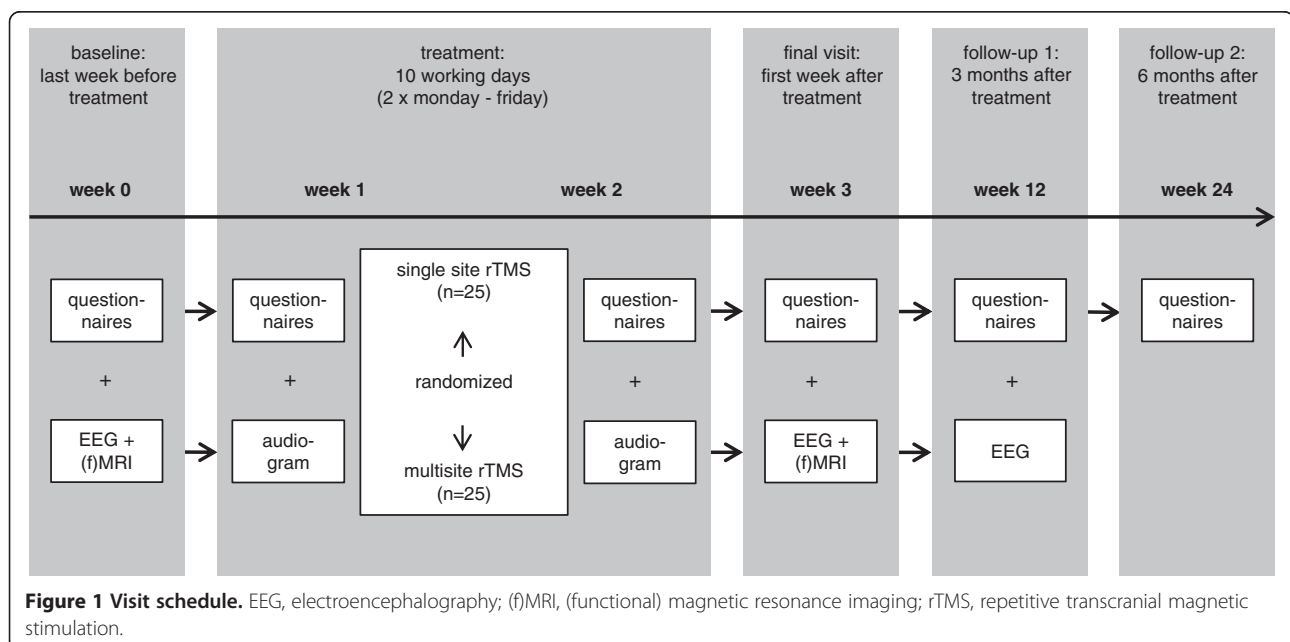 baseline:
last week before
treatment
treatment:
10 working days
(2 x monday - friday)
final visit:
first week after
treatment
follow-up 1:
3 months after
treatment
follow-up 2:
6 months after
treatment
week 0
week 1
week 2
week 3
week 12
week 24
question-
naires
+
EEG +
(f)MRI
question-
naires
+
audio-
gram
single site rTMS
(n=25)
randomized
multisite rTMS
(n=25)
question-
naires
+
audio-
gram
question-
naires
+
EEG +
(f)MRI
question-
naires
+
EEG
question-
naires
Figure 1 Visit schedule. EEG, electroencephalography; (f)MRI, (functional) magnetic resonance imaging; rTMS, repetitive transcranial magnetic
stimulation.